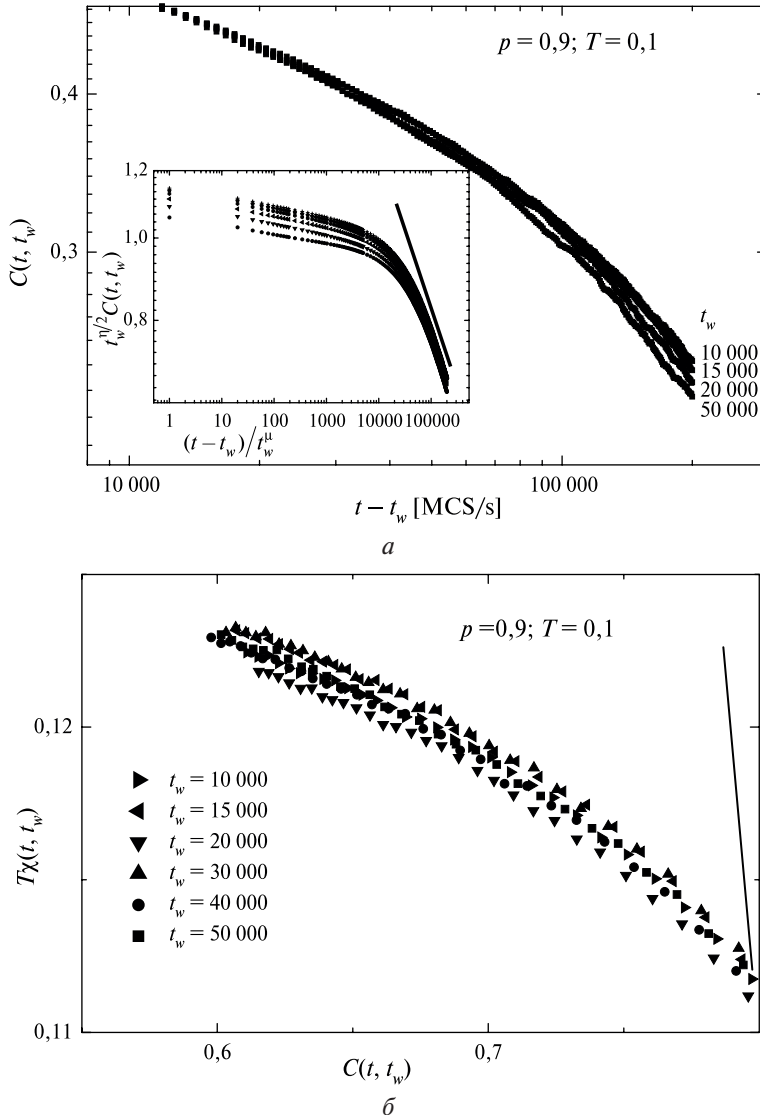 p = 0,9; T = 0,1
0,4
0,3
C(t, t_w)
1,2
1,0
0,8
t_w^{η/2}C(t, t_w)
1 10 100 1000 10000 100000
(t – t_w)/t_w^μ
t_w
10 000
15 000
20 000
50 000
10 000 100 000
t – t_w [MCS/s]
а
p =0,9; T = 0,1
0,12
0,11
Tχ(t, t_w)
t_w = 10 000
t_w = 15 000
t_w = 20 000
t_w = 30 000
t_w = 40 000
t_w = 50 000
0,6 0,7
C(t, t_w)
б